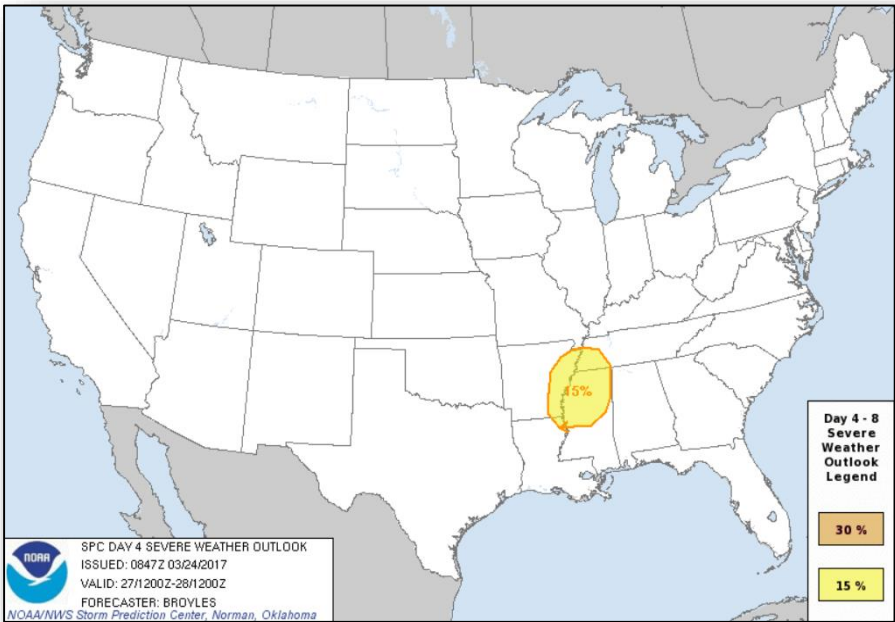 15%
Day 4 - 8
Severe
Weather
Outlook
Legend
30 %
15 %
NOAA
SPC DAY 4 SEVERE WEATHER OUTLOOK
ISSUED: 0847Z 03/24/2017
VALID: 27/1200Z-28/1200Z
FORECASTER: BROYLES
NOAA/NWS Storm Prediction Center, Norman, Oklahoma